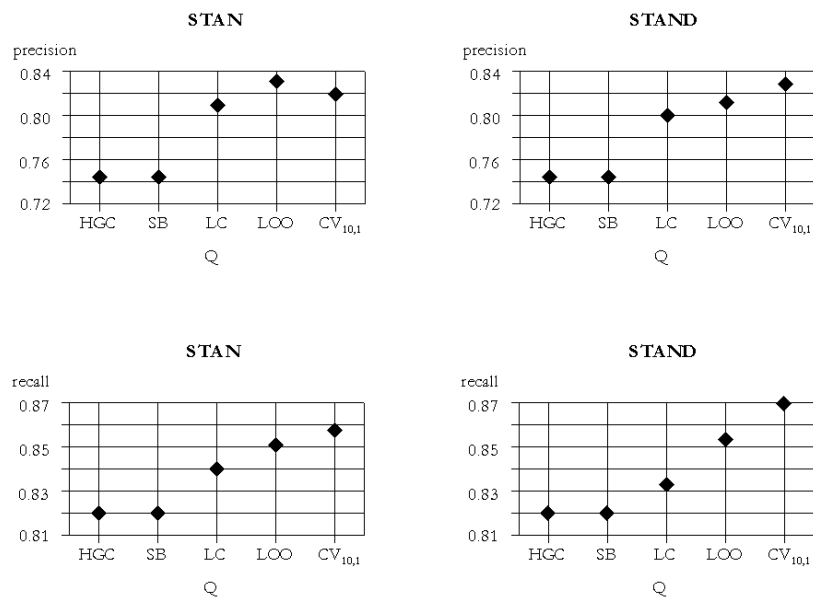 STAN
precision
0.84
0.80
0.76
0.72
HGC SB LC LOO CV10,1
Q
STAND
precision
0.84
0.80
0.76
0.72
HGC SB LC LOO CV10,1
Q
STAN
recall
0.87
0.85
0.83
0.81
HGC SB LC LOO CV10,1
Q
STAND
recall
0.87
0.85
0.83
0.81
HGC SB LC LOO CV10,1
Q